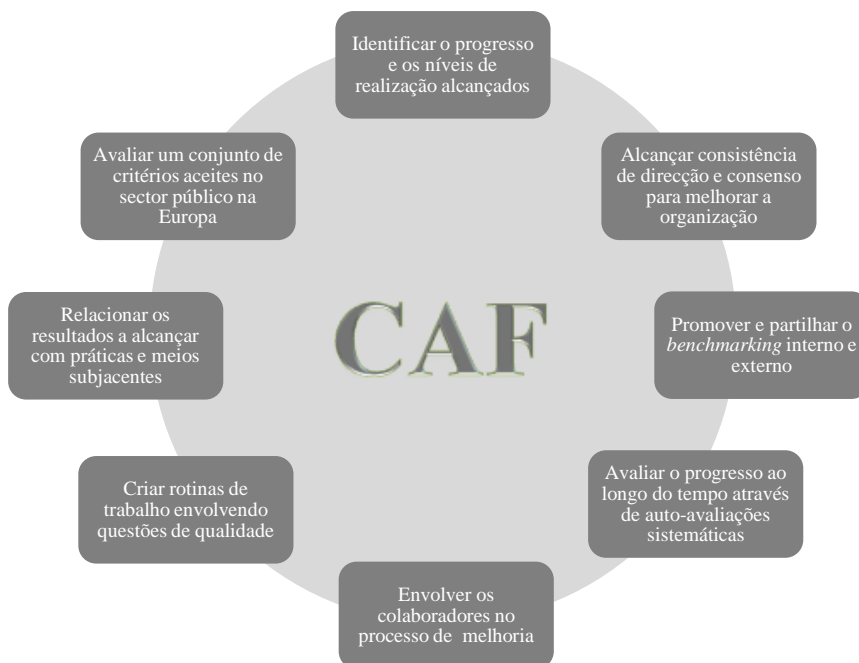 Identificar o progresso
e os níveis de
realização alcançados
Avaliar um conjunto de
critérios aceites no
sector público na
Europa
Alcançar consistência
de direcção e consenso
para melhorar a
organização
CAF
Relacionar os
resultados a alcançar
com práticas e meios
subjacentes
Promover e partilhar o
benchmarking interno e
externo
Criar rotinas de
trabalho envolvendo
questões de qualidade
Avaliar o progresso ao
longo do tempo através
de auto-avaliações
sistemáticas
Envolver os
colaboradores no
processo de melhoria